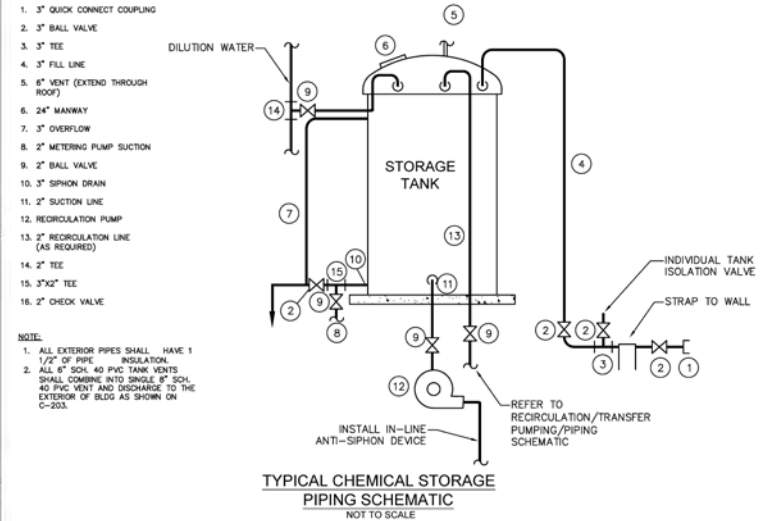 1. 3" QUICK CONNECT COUPLING
2. 3" BALL VALVE
3. 3" TEE
4. 3" FILL LINE
5. 6" VENT (EXTEND THROUGH
ROOF)
6. 24" MANWAY
7. 3" OVERFLOW
8. 2" METERING PUMP SUCTION
9. 2" BALL VALVE
10. 3" SIPHON DRAIN
11. 2" SUCTION LINE
12. RECIRCULATION PUMP
13. 2" RECIRCULATION LINE
(AS REQUIRED)
14. 2" TEE
15. 3"X2" TEE
16. 2" CHECK VALVE
NOTE:
1. ALL EXTERIOR PIPES SHALL HAVE 1
1/2" OF PIPE INSULATION.
2. ALL 6" SCH. 40 PVC TANK VENTS
SHALL COMBINE INTO SINGLE 8" SCH.
40 PVC VENT AND DISCHARGE TO THE
EXTERIOR OF BLDG AS SHOWN ON
C-203.
5
6
DILUTION WATER
9
14
STORAGE
TANK
4
7
13
10
15
11
2
9
8
9
9
12
INDIVIDUAL TANK
ISOLATION VALVE
STRAP TO WALL
2
2
3
2
1
REFER TO
RECIRCULATION/TRANSFER
PUMPING/PIPING
SCHEMATIC
INSTALL IN-LINE
ANTI-SIPHON DEVICE
TYPICAL CHEMICAL STORAGE
PIPING SCHEMATIC
NOT TO SCALE